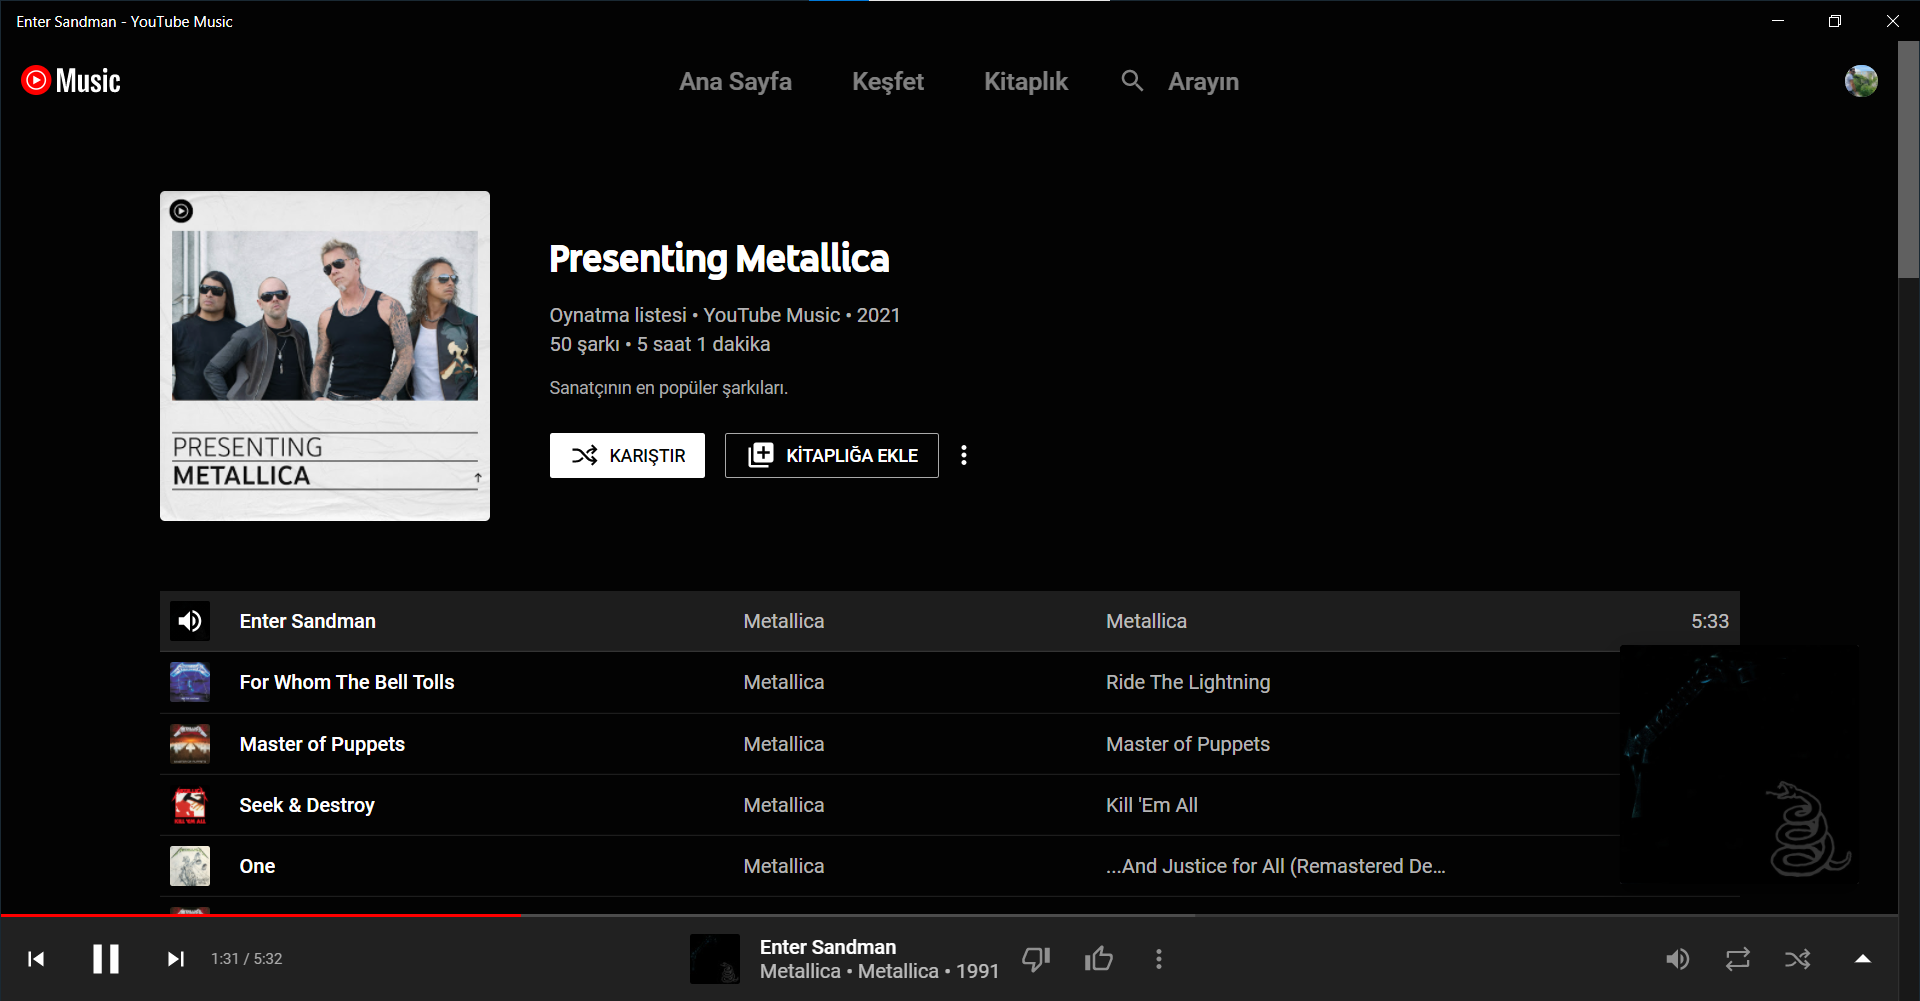 Enter Sandman - YouTube Music
Music
Ana Sayfa
Keşfet
Kitaplık
Arayın
PRESENTING
METALLICA
Presenting Metallica
Oynatma listesi • YouTube Music • 2021
50 şarkı • 5 saat 1 dakika
Sanatçının en popüler şarkıları.
KARIŞTIR
KİTAPLIĞA EKLE
Enter Sandman Metallica Metallica 5:33
For Whom The Bell Tolls Metallica Ride The Lightning
Master of Puppets Metallica Master of Puppets
Seek & Destroy Metallica Kill 'Em All
One Metallica ...And Justice for All (Remastered De...
1:31 / 5:32
Enter Sandman
Metallica • Metallica • 1991